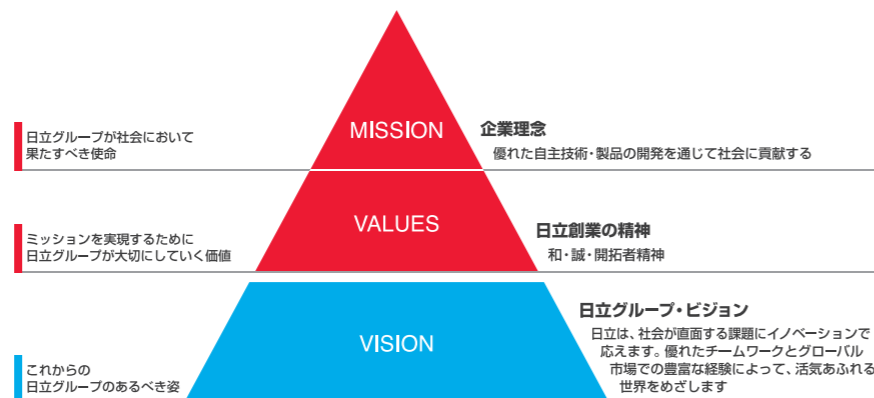 日立グループが社会において
果たすべき使命
MISSION
企業理念
優れた自主技術・製品の開発を通じて社会に貢献する
ミッションを実現するために
日立グループが大切にしていく価値
VALUES
日立創業の精神
和・誠・開拓者精神
これからの
日立グループのあるべき姿
VISION
日立グループ・ビジョン
日立は、社会が直面する課題にイノベーションで
応えます。優れたチームワークとグローバル
市場での豊富な経験によって、活気あふれる
世界をめざします